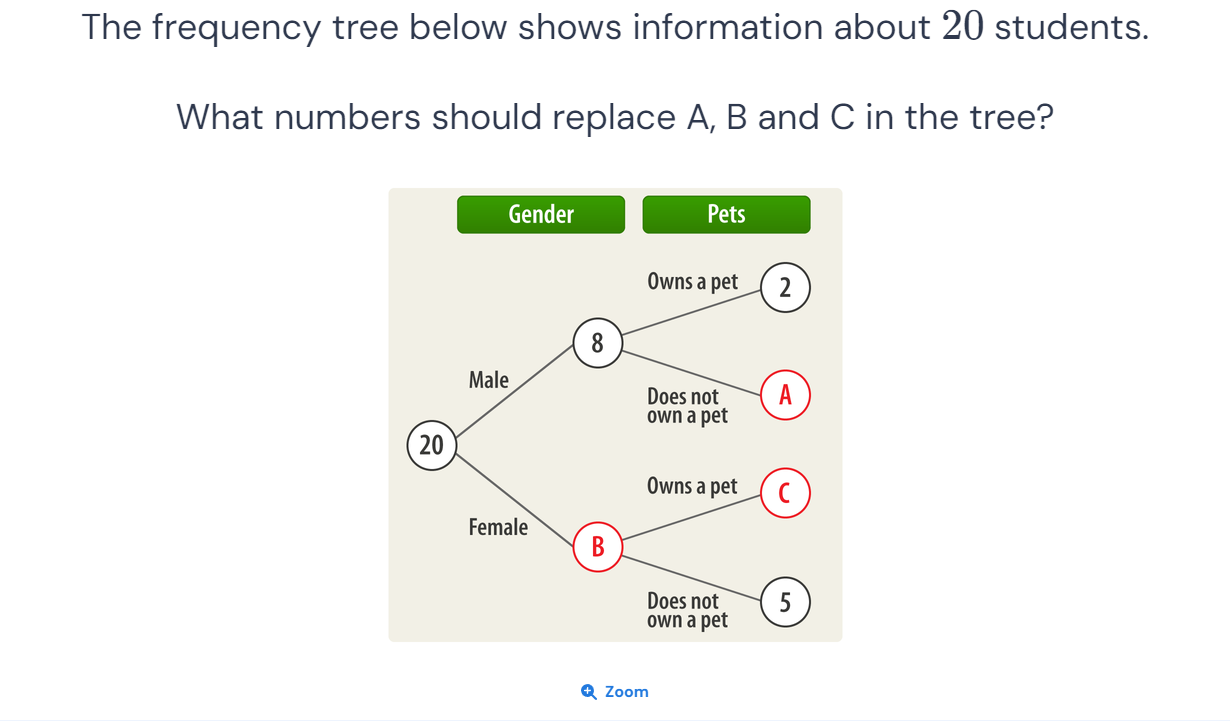 The frequency tree below shows information about 20 students.
What numbers should replace A, B and C in the tree?
Gender
Pets
Owns a pet
2
8
Male
Does not
own a pet
A
20
Owns a pet
C
Female
B
Does not
own a pet
5
Zoom